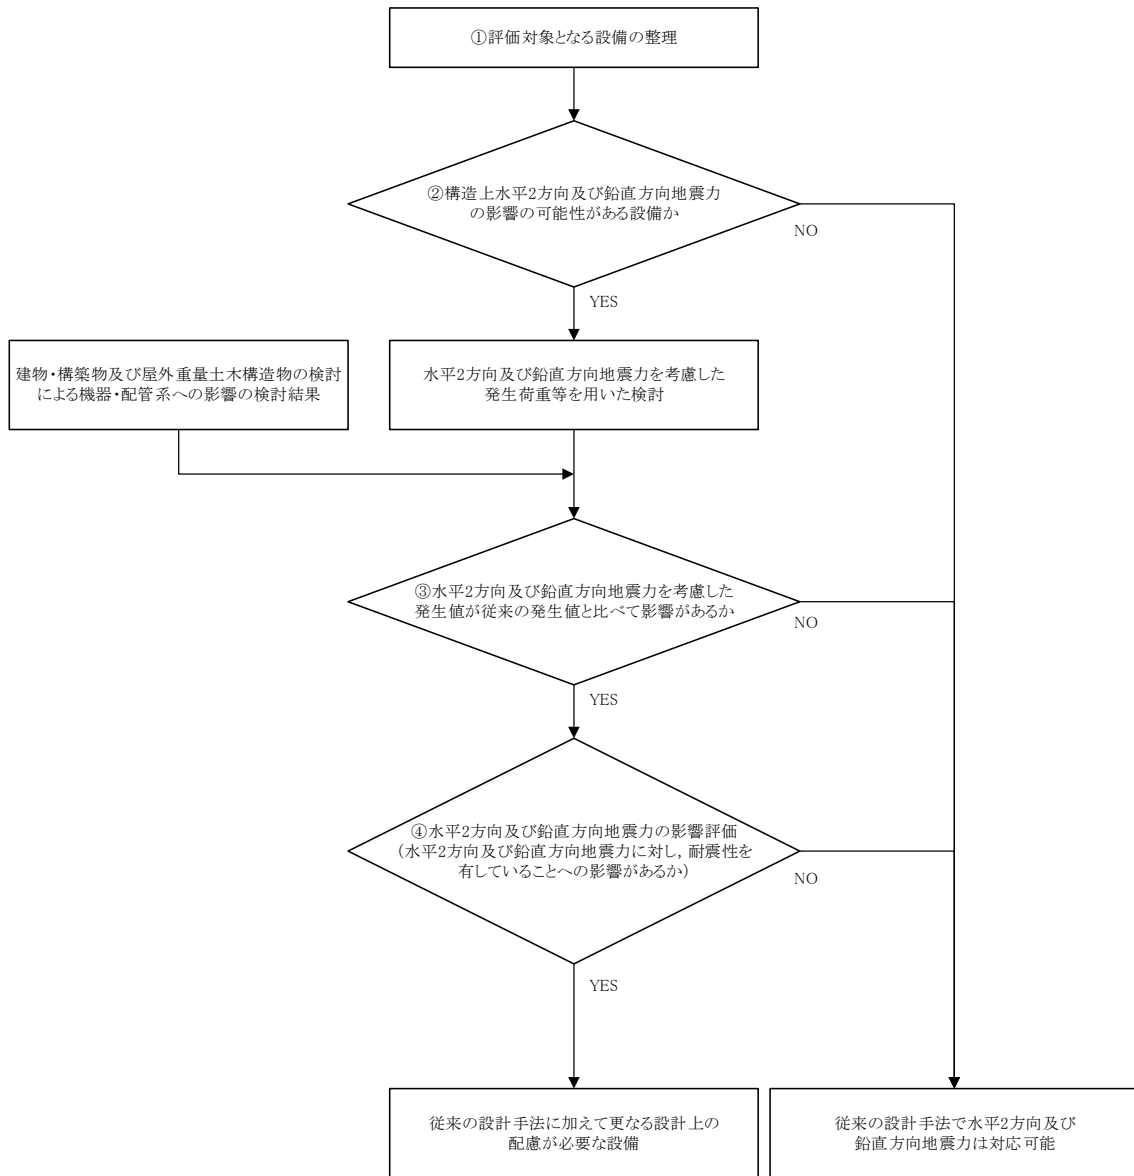 ①評価対象となる設備の整理
②構造上水平2方向及び鉛直方向地震力
の影響の可能性がある設備か
NO
YES
建物・構築物及び屋外重量土木構造物の検討
による機器・配管系への影響の検討結果
水平2方向及び鉛直方向地震力を考慮した
発生荷重等を用いた検討
③水平2方向及び鉛直方向地震力を考慮した
発生値が従来の発生値と比べて影響があるか
NO
YES
④水平2方向及び鉛直方向地震力の影響評価
(水平2方向及び鉛直方向地震力に対し，耐震性を
有していることへの影響があるか)
NO
YES
従来の設計手法に加えて更なる設計上の
配慮が必要な設備
従来の設計手法で水平2方向及び
鉛直方向地震力は対応可能